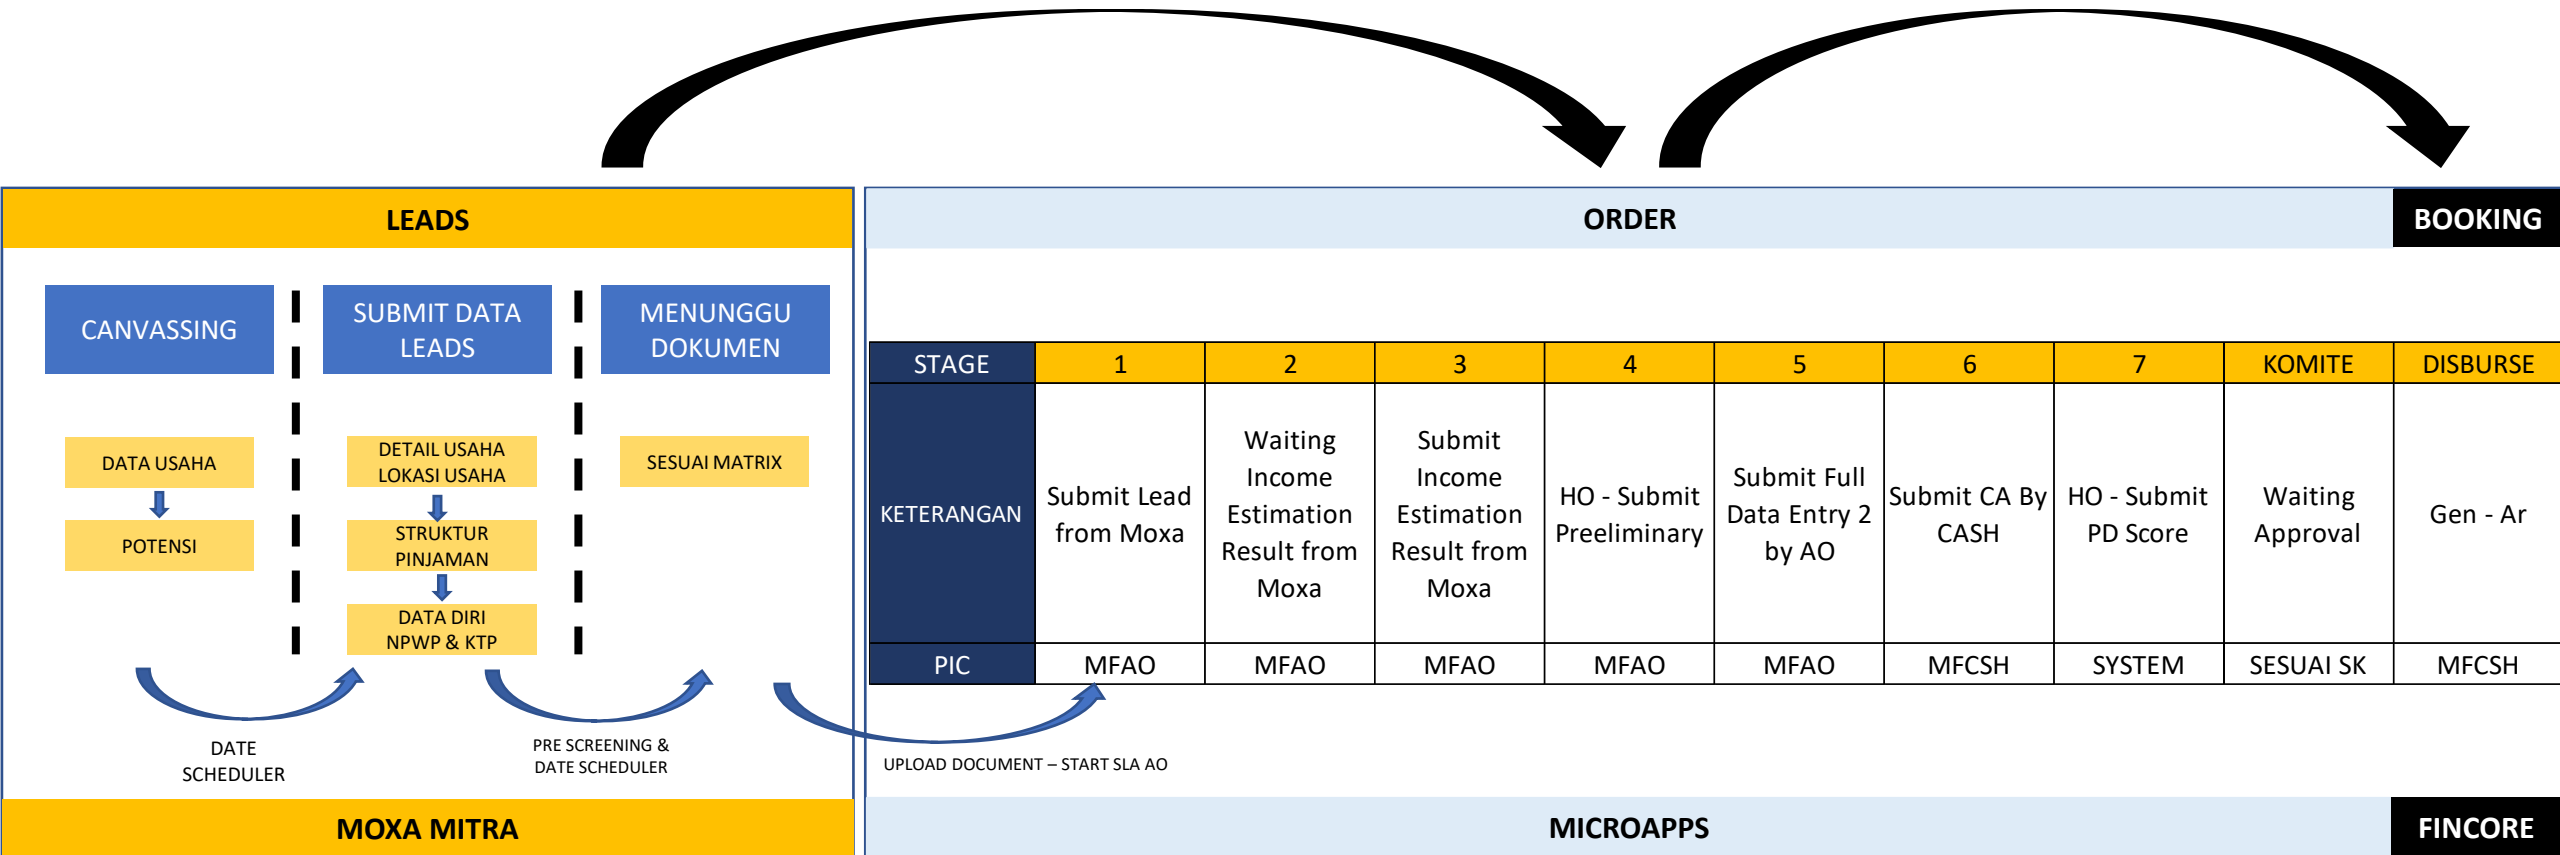 LEADS
ORDER
BOOKING
CANVASSING
SUBMIT DATA
LEADS
MENUNGGU
DOKUMEN
DATA USAHA
POTENSI
DETAIL USAHA
LOKASI USAHA
STRUKTUR
PINJAMAN
DATA DIRI
NPWP & KTP
SESUAI MATRIX
DATE
SCHEDULER
PRE SCREENING &
DATE SCHEDULER
UPLOAD DOCUMENT – START SLA AO
STAGE
1
2
3
4
5
6
7
KOMITE
DISBURSE
KETERANGAN
Submit Lead
from Moxa
Waiting
Income
Estimation
Result from
Moxa
Submit
Income
Estimation
Result from
Moxa
HO - Submit
Preeliminary
Submit Full
Data Entry 2
by AO
Submit CA By
CASH
HO - Submit
PD Score
Waiting
Approval
Gen - Ar
PIC
MFAO
MFAO
MFAO
MFAO
MFAO
MFCSH
SYSTEM
SESUAI SK
MFCSH
MOXA MITRA
MICROAPPS
FINCORE